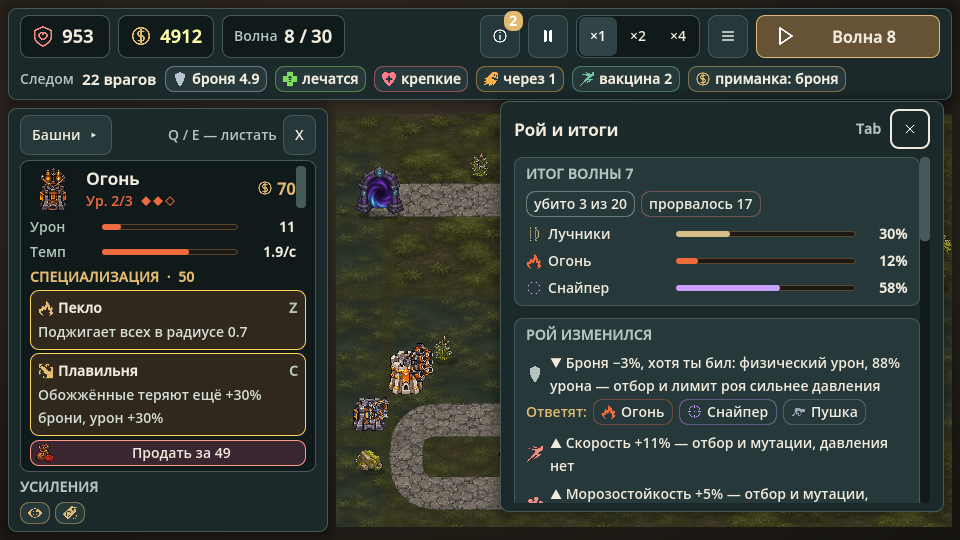 953
4912
Волна 8 / 30
2
×1
×2
×4
Волна 8
Следом 22 врагов
броня 4.9
лечатся
крепкие
через 1
вакцина 2
приманка: броня
Башни
Q / E — листать
X
Огонь
70
Ур. 2/3
Урон 11
Темп 1.9/с
СПЕЦИАЛИЗАЦИЯ · 50
Пекло Z
Поджигает всех в радиусе 0.7
Плавильня C
Обожжённые теряют ещё +30%
брони, урон +30%
Продать за 49
УСИЛЕНИЯ
Рой и итоги
Tab
×
ИТОГ ВОЛНЫ 7
убито 3 из 20
прорвалось 17
Лучники 30%
Огонь 12%
Снайпер 58%
РОЙ ИЗМЕНИЛСЯ
▼ Броня −3%, хотя ты бил: физический урон, 88%
урона — отбор и лимит роя сильнее давления
Ответят: Огонь Снайпер Пушка
▲ Скорость +11% — отбор и мутации, давления
нет
▲ Морозостойкость +5% — отбор и мутации,